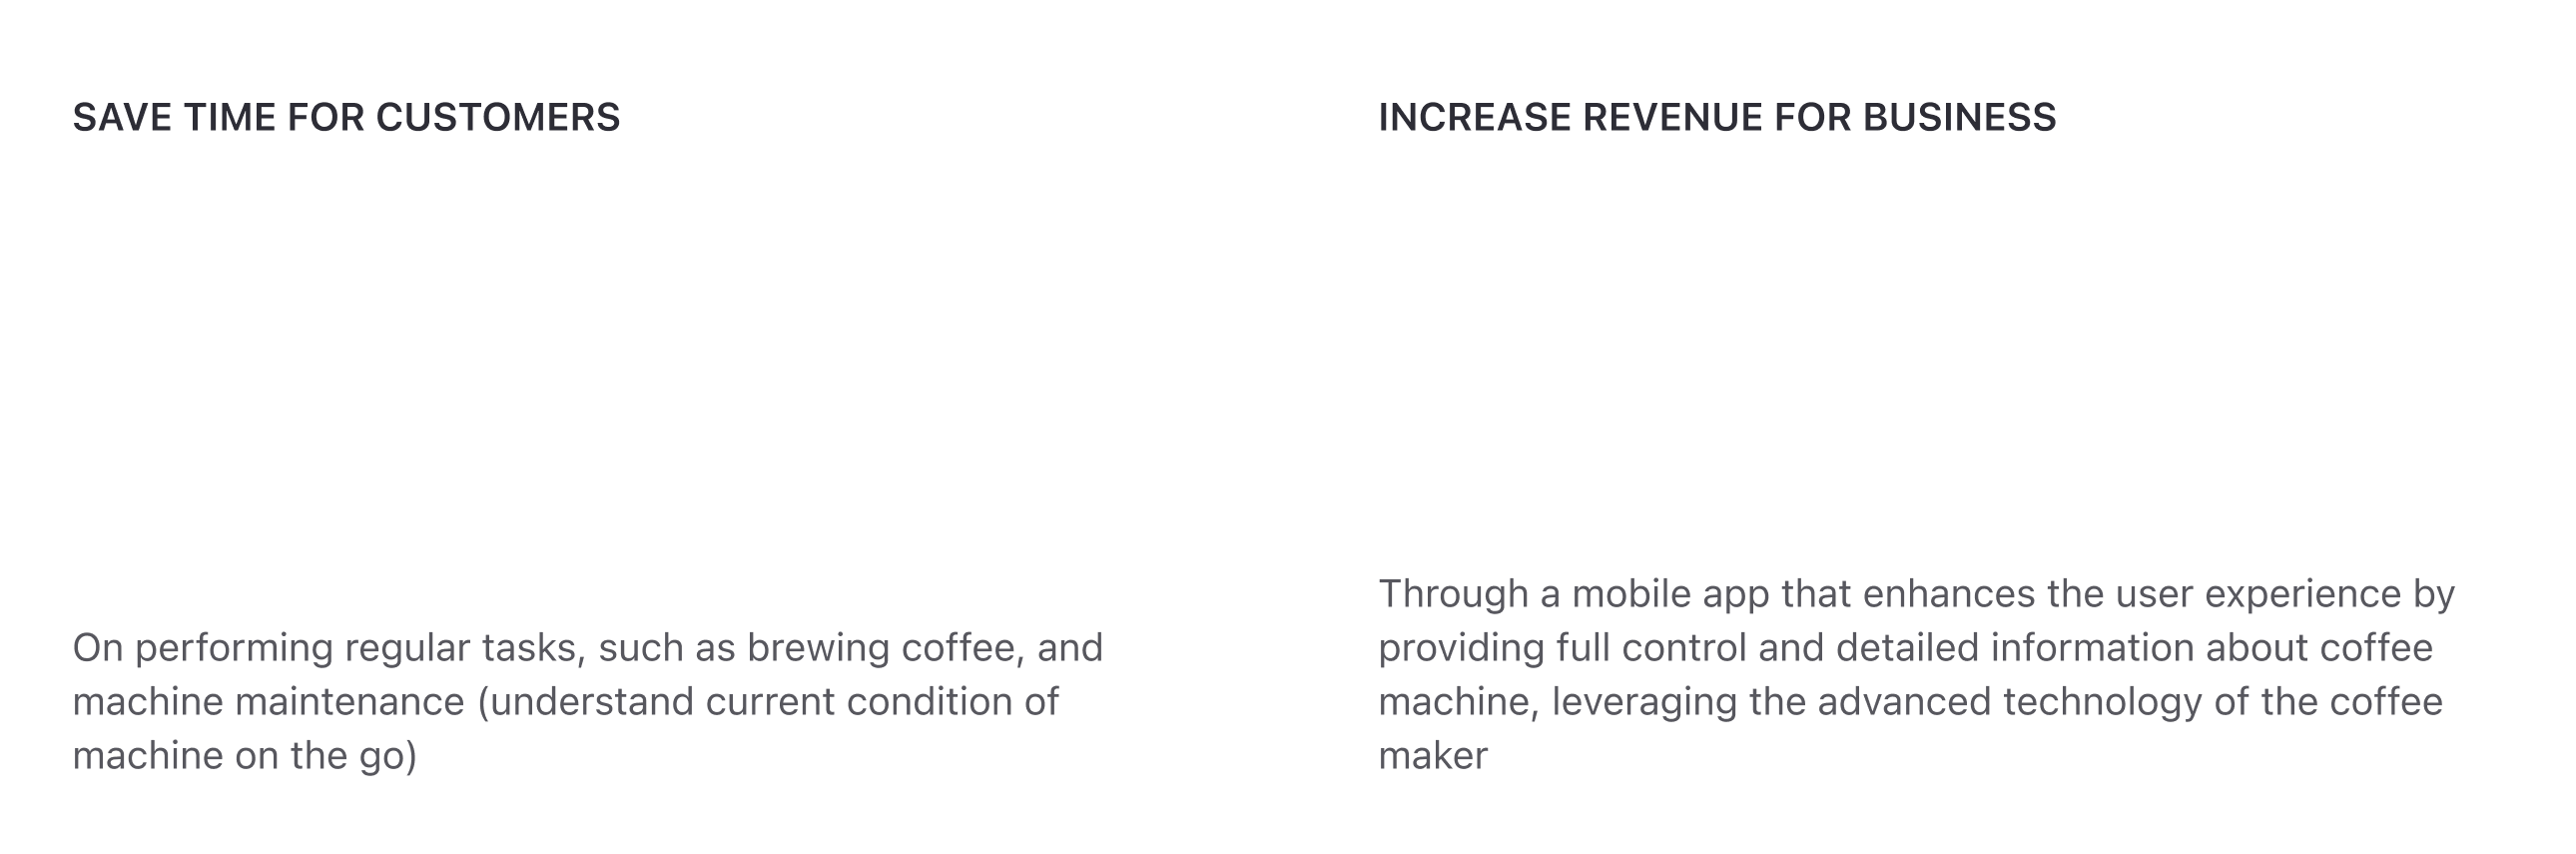 SAVE TIME FOR CUSTOMERS
On performing regular tasks, such as brewing coffee, and
machine maintenance (understand current condition of
machine on the go)
INCREASE REVENUE FOR BUSINESS
Through a mobile app that enhances the user experience by
providing full control and detailed information about coffee
machine, leveraging the advanced technology of the coffee
maker